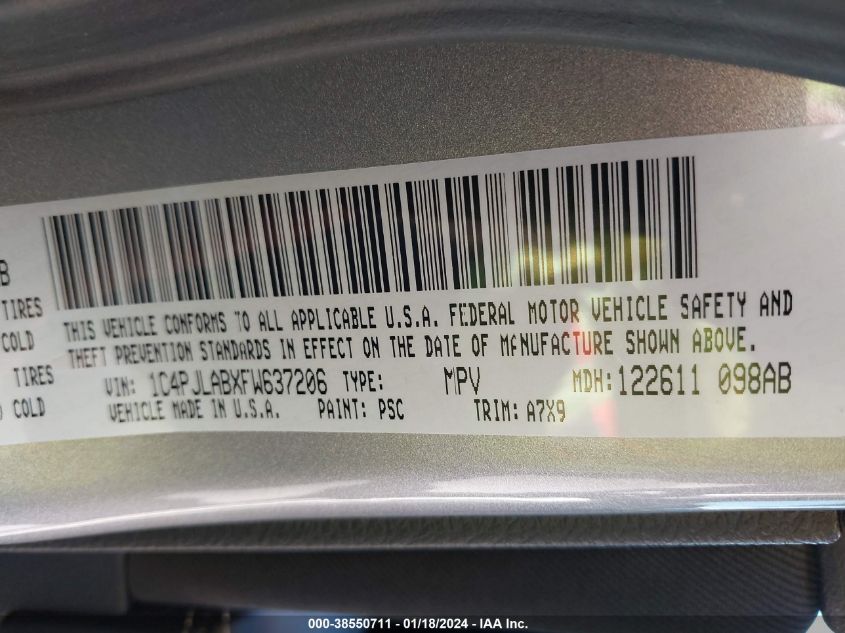 B
TIRES
COLD
TIRES
COLD
THIS VEHICLE CONFORMS TO ALL APPLICABLE U.S.A. FEDERAL MOTOR VEHICLE SAFETY AND
THEFT PREVENTION STANDARDS IN EFFECT ON THE DATE OF MANUFACTURE SHOWN ABOVE.
VIN: 1C4PJLABXFW637206 TYPE: MPV MDH:122611 098AB
VEHICLE MADE IN U.S.A. PAINT: PSC TRIM: A7X9
000-38550711 - 01/18/2024 - IAA Inc.